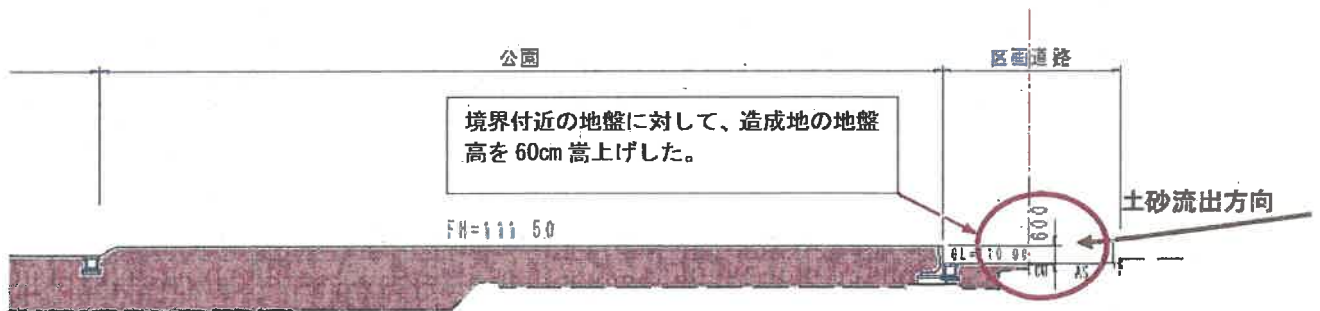 公園
区画道路
境界付近の地盤に対して、造成地の地盤
高を60cm 嵩上げした。
土砂流出方向
600
FH=111.50